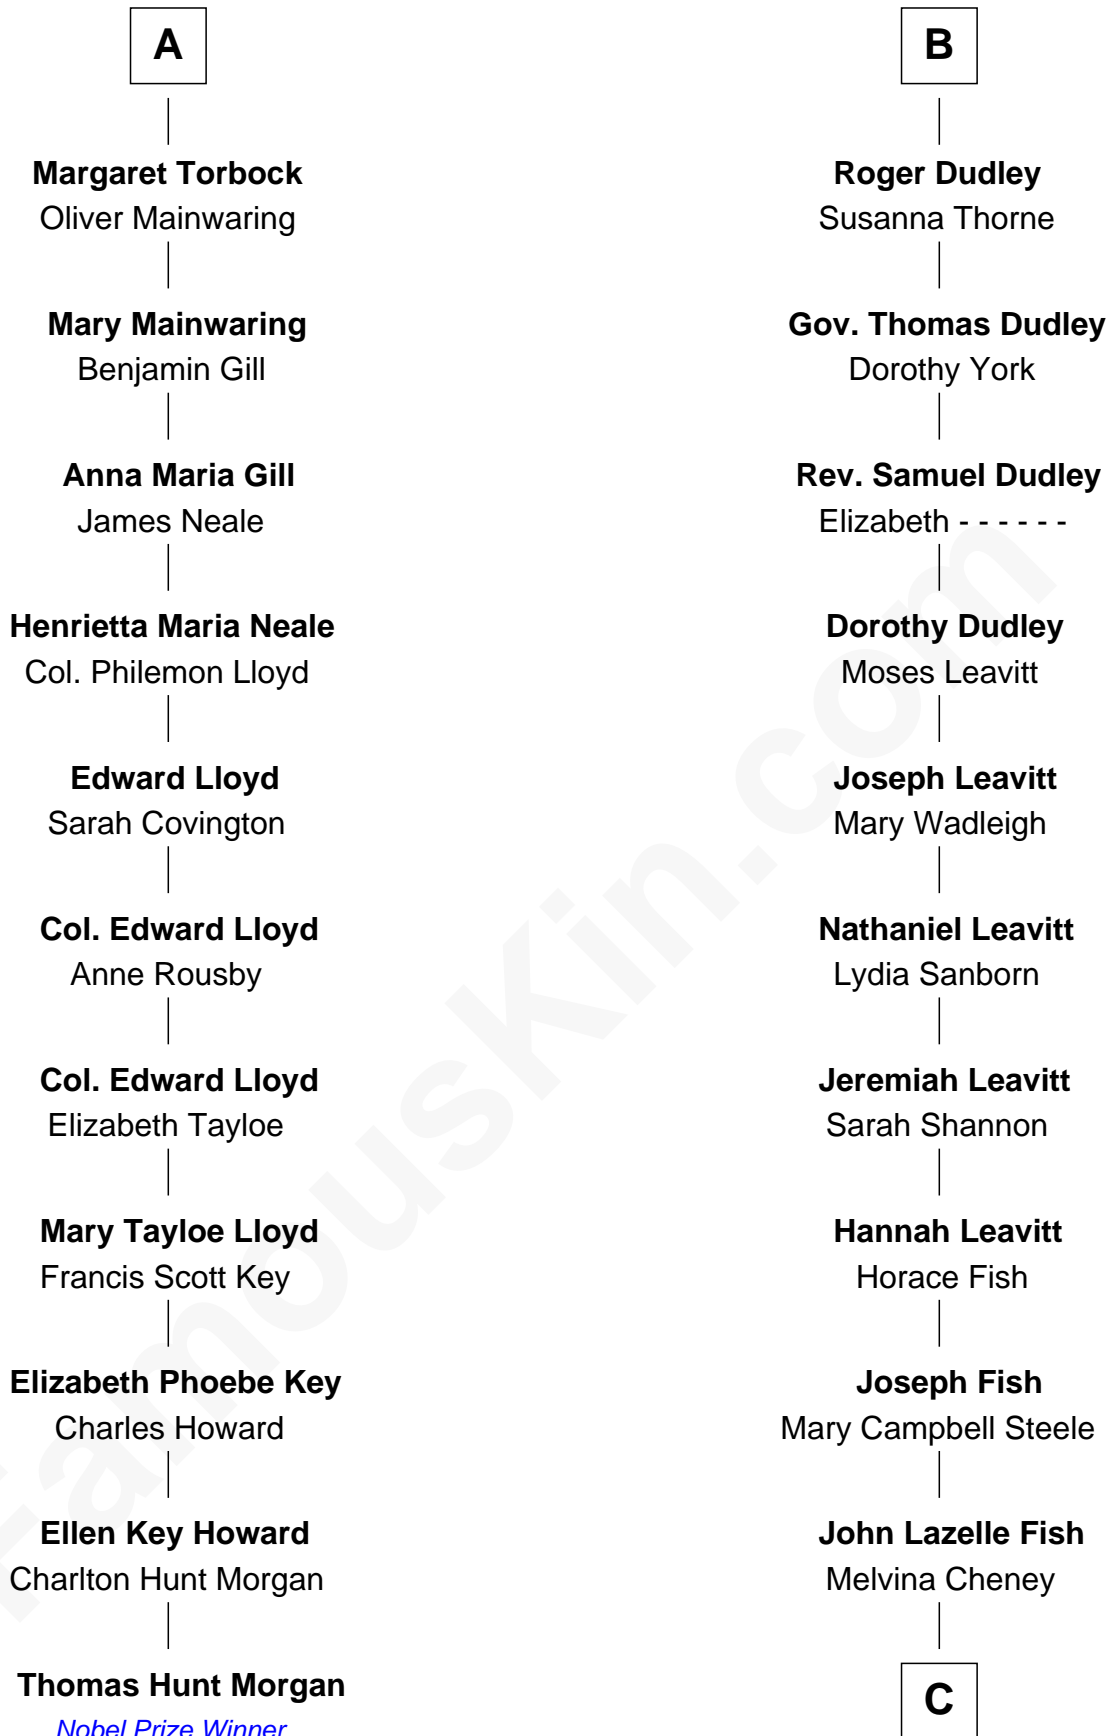 A
Margaret Torbock
Oliver Mainwaring
Mary Mainwaring
Benjamin Gill
Anna Maria Gill
James Neale
Henrietta Maria Neale
Col. Philemon Lloyd
Edward Lloyd
Sarah Covington
Col. Edward Lloyd
Anne Rousby
Col. Edward Lloyd
Elizabeth Tayloe
Mary Tayloe Lloyd
Francis Scott Key
Elizabeth Phoebe Key
Charles Howard
Ellen Key Howard
Charlton Hunt Morgan
Thomas Hunt Morgan
Nobel Prize Winner
B
Roger Dudley
Susanna Thorne
Gov. Thomas Dudley
Dorothy York
Rev. Samuel Dudley
Elizabeth - - - - - -
Dorothy Dudley
Moses Leavitt
Joseph Leavitt
Mary Wadleigh
Nathaniel Leavitt
Lydia Sanborn
Jeremiah Leavitt
Sarah Shannon
Hannah Leavitt
Horace Fish
Joseph Fish
Mary Campbell Steele
John Lazelle Fish
Melvina Cheney
C
FamousKin.com